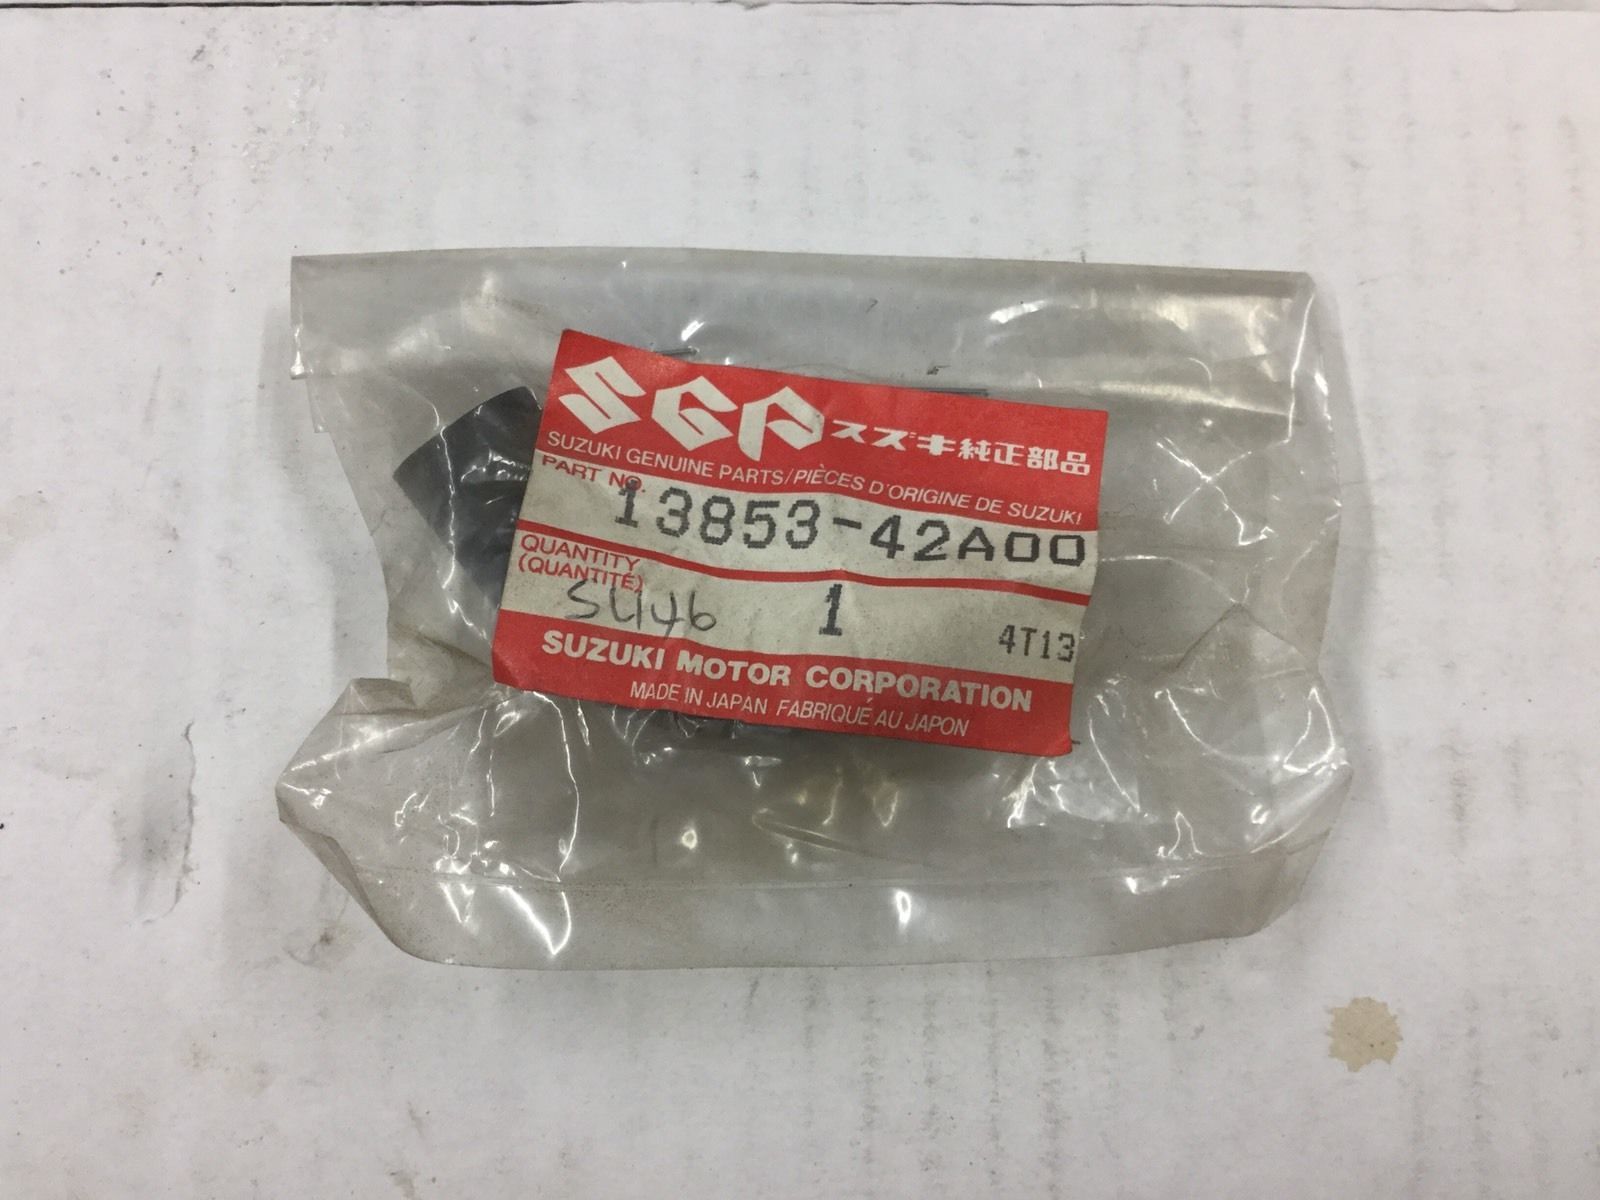 SGP スズキ純正部品
SUZUKI GENUINE PARTS/PIÈCES D'ORIGINE DE SUZUKI
PART NO.
13853-42A00
QUANTITY
(QUANTITÉ)
1
4T13
SUZUKI MOTOR CORPORATION
MADE IN JAPAN FABRIQUÉ AU JAPON